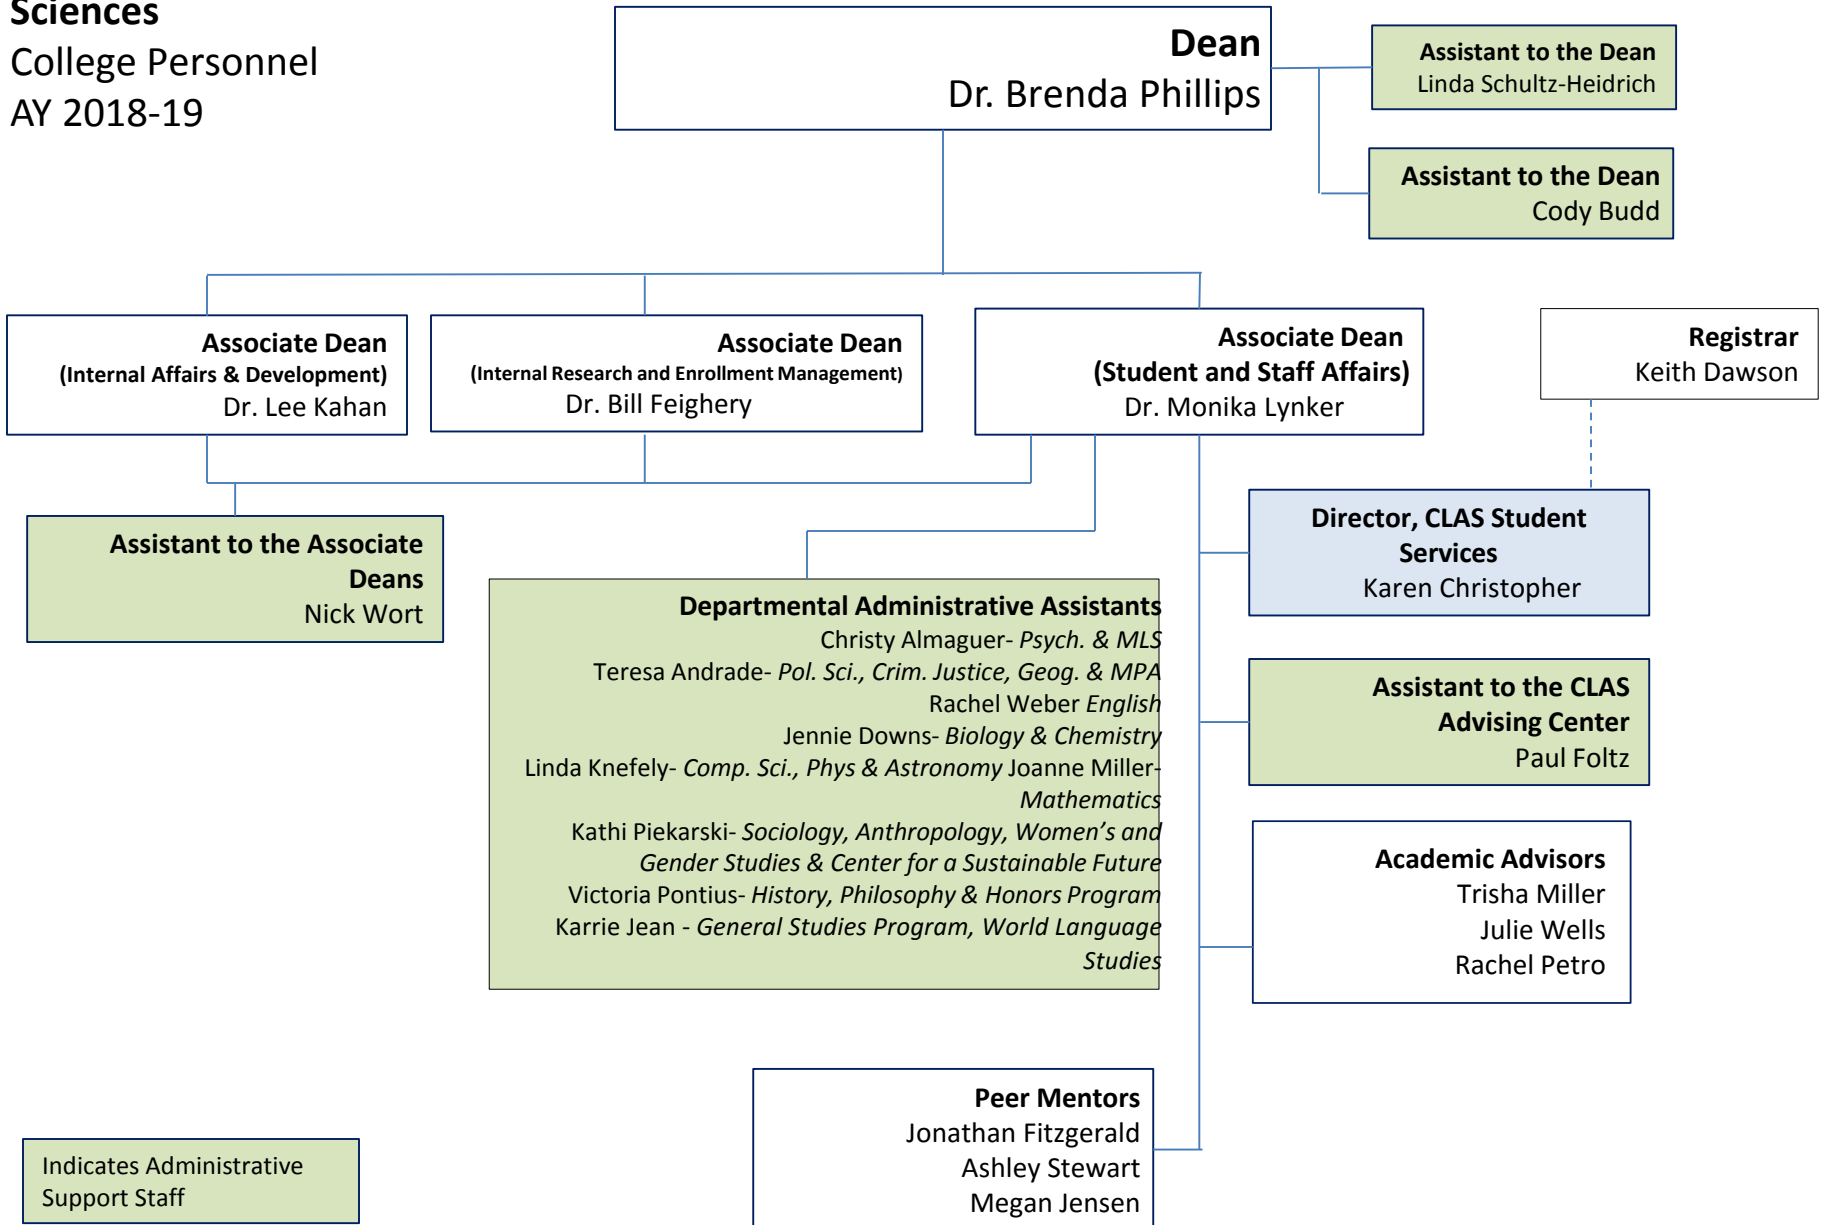 Sciences
College Personnel
AY 2018-19
Dean
Dr. Brenda Phillips
Assistant to the Dean
Linda Schultz-Heidrich
Assistant to the Dean
Cody Budd
Associate Dean
(Internal Affairs & Development)
Dr. Lee Kahan
Associate Dean
(Internal Research and Enrollment Management)
Dr. Bill Feighery
Associate Dean
(Student and Staff Affairs)
Dr. Monika Lynker
Registrar
Keith Dawson
Assistant to the Associate
Deans
Nick Wort
Departmental Administrative Assistants
Christy Almaguer- Psych. & MLS
Teresa Andrade- Pol. Sci., Crim. Justice, Geog. & MPA
Rachel Weber English
Jennie Downs- Biology & Chemistry
Linda Knefely- Comp. Sci., Phys & Astronomy Joanne Miller-
Mathematics
Kathi Piekarski- Sociology, Anthropology, Women’s and
Gender Studies & Center for a Sustainable Future
Victoria Pontius- History, Philosophy & Honors Program
Karrie Jean - General Studies Program, World Language
Studies
Director, CLAS Student
Services
Karen Christopher
Assistant to the CLAS
Advising Center
Paul Foltz
Academic Advisors
Trisha Miller
Julie Wells
Rachel Petro
Peer Mentors
Jonathan Fitzgerald
Ashley Stewart
Megan Jensen
Indicates Administrative
Support Staff